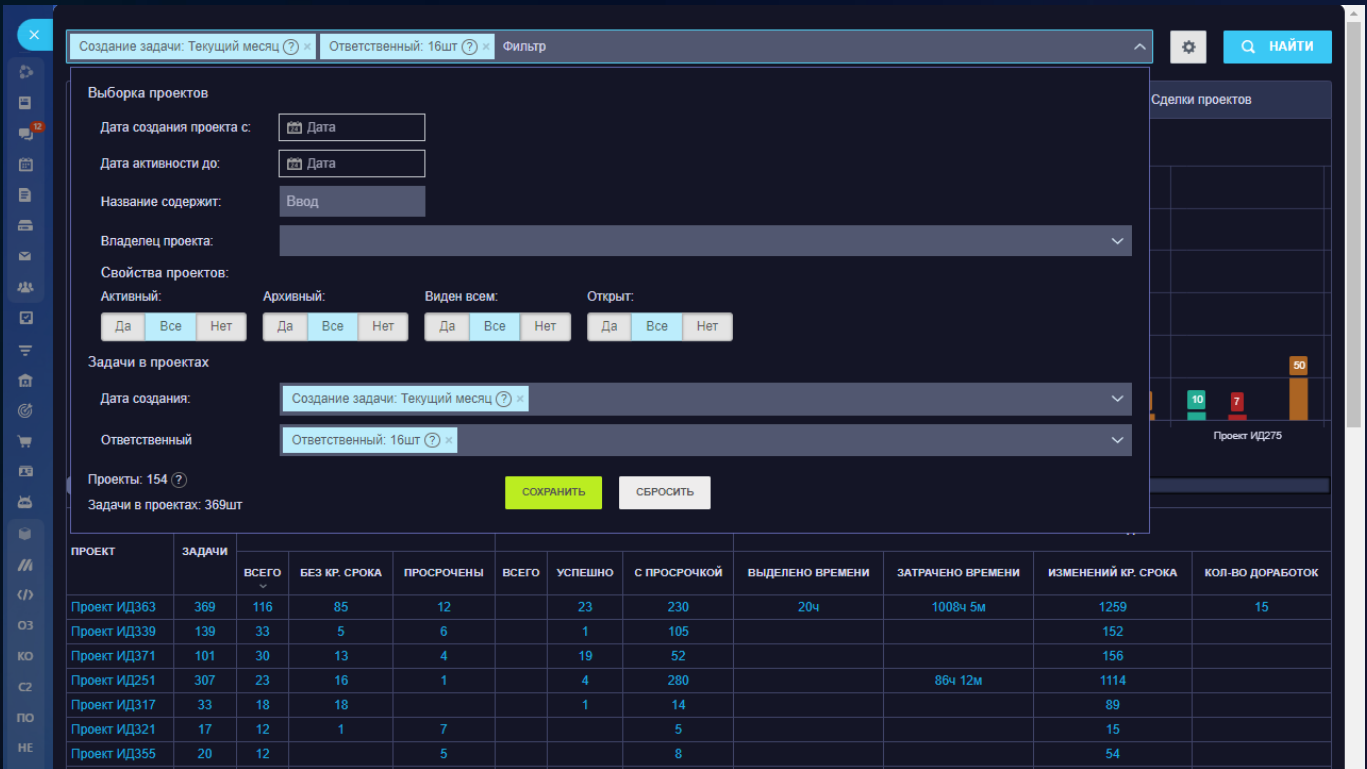 Создание задачи: Текущий месяц ? × Ответственный: 16шт ? × Фильтр
НАЙТИ
Сделки проектов
Выборка проектов
Дата создания проекта с: Дата
Дата активности до: Дата
Название содержит: Ввод
Владелец проекта:
Свойства проектов:
Активный: Архивный: Виден всем: Открыт:
Да Все Нет Да Все Нет Да Все Нет Да Все Нет
Задачи в проектах
Дата создания: Создание задачи: Текущий месяц ? ×
Ответственный Ответственный: 16шт ? ×
Проекты: 154 ?
Задачи в проектах: 369шт
СОХРАНИТЬ СБРОСИТЬ
50
10 7
Проект ИД275
12
ОЗ
КО
С2
ПО
НЕ
ПРОЕКТ ЗАДАЧИ
ВСЕГО БЕЗ КР. СРОКА ПРОСРОЧЕНЫ ВСЕГО УСПЕШНО С ПРОСРОЧКОЙ ВЫДЕЛЕНО ВРЕМЕНИ ЗАТРАЧЕНО ВРЕМЕНИ ИЗМЕНЕНИЙ КР. СРОКА КОЛ-ВО ДОРАБОТОК
Проект ИД363 369 116 85 12 23 230 20ч 1008ч 5м 1259 15
Проект ИД339 139 33 5 6 1 105 152
Проект ИД371 101 30 13 4 19 52 156
Проект ИД251 307 23 16 1 4 280 86ч 12м 1114
Проект ИД317 33 18 18 1 14 89
Проект ИД321 17 12 1 7 5 15
Проект ИД355 20 12 5 8 54